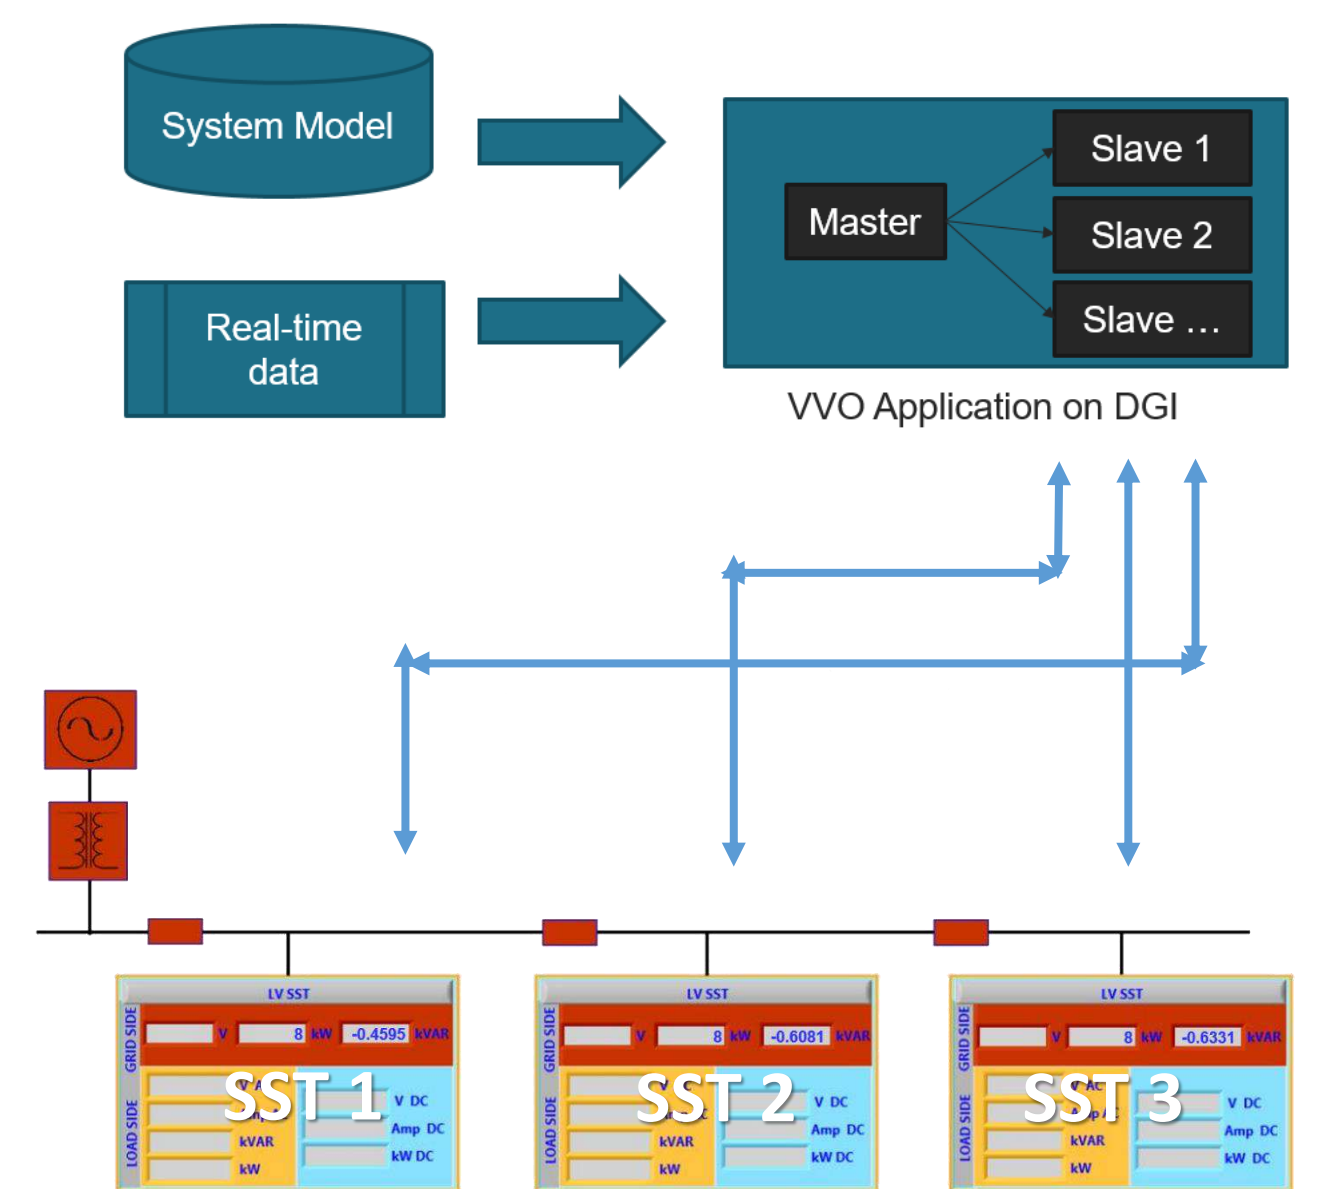 System Model
Real-time
data
Master
Slave 1
Slave 2
Slave ...
VVO Application on DGI
LV SST
GRID SIDE
V
8 kW
-0.4595 kVAR
LOAD SIDE
SST 1
V DC
Amp DC
kVAR
kW DC
kW
LV SST
GRID SIDE
V
8 kW
-0.6081 kVAR
LOAD SIDE
SST 2
V DC
Amp DC
kVAR
kW DC
kW
LV SST
GRID SIDE
V
8 kW
-0.6331 kVAR
LOAD SIDE
V AC
SST 3
V DC
Amp DC
kVAR
kW DC
kW